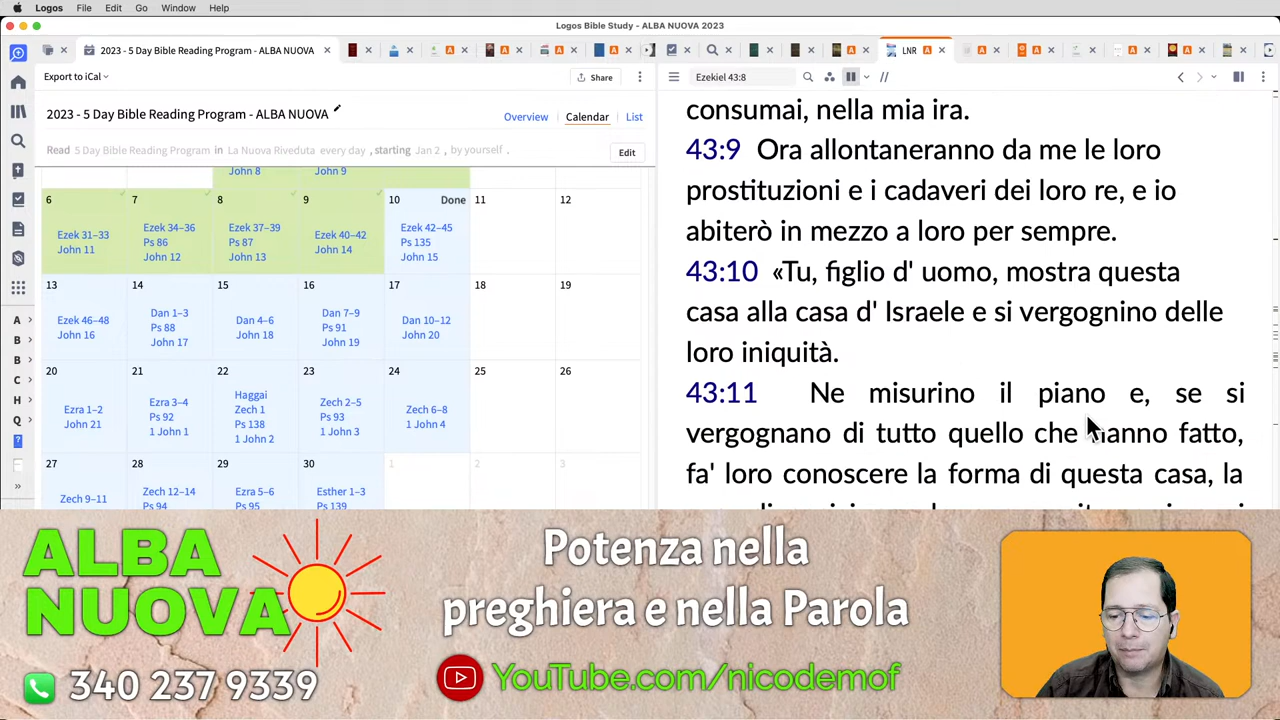 Logos File Edit Go Window Help
Logos Bible Study - ALBA NUOVA 2023
2023 - 5 Day Bible Reading Program - ALBA NUOVA
LNR
Export to iCal
Share
Ezekiel 43:8
2023 - 5 Day Bible Reading Program - ALBA NUOVA
Overview Calendar List
Read 5 Day Bible Reading Program in La Nuova Riveduta every day , starting Jan 2 , by yourself .
Edit
John 8 John 9
6 7 8 9 10 Done 11 12
Ezek 31–33
John 11
Ezek 34–36
Ps 86
John 12
Ezek 37–39
Ps 87
John 13
Ezek 40–42
John 14
Ezek 42–45
Ps 135
John 15
13 14 15 16 17 18 19
Ezek 46–48
John 16
Dan 1–3
Ps 88
John 17
Dan 4–6
John 18
Dan 7–9
Ps 91
John 19
Dan 10–12
John 20
20 21 22 23 24 25 26
Ezra 1–2
John 21
Ezra 3–4
Ps 92
1 John 1
Haggai
Zech 1
Ps 138
1 John 2
Zech 2–5
Ps 93
1 John 3
Zech 6–8
1 John 4
27 28 29 30 1 2 3
Zech 9–11
Zech 12–14
Ps 94
Ezra 5–6
Ps 95
Esther 1–3
Ps 139
A
B
B
C
H
Q
?
consumai, nella mia ira.
43:9 Ora allontaneranno da me le loro
prostituzioni e i cadaveri dei loro re, e io
abiterò in mezzo a loro per sempre.
43:10 «Tu, figlio d' uomo, mostra questa
casa alla casa d' Israele e si vergognino delle
loro iniquità.
43:11 Ne misurino il piano e, se si
vergognano di tutto quello che hanno fatto,
fa' loro conoscere la forma di questa casa, la
ALBA
NUOVA
340 237 9339
Potenza nella
preghiera e nella Parola
YouTube.com/nicodemof